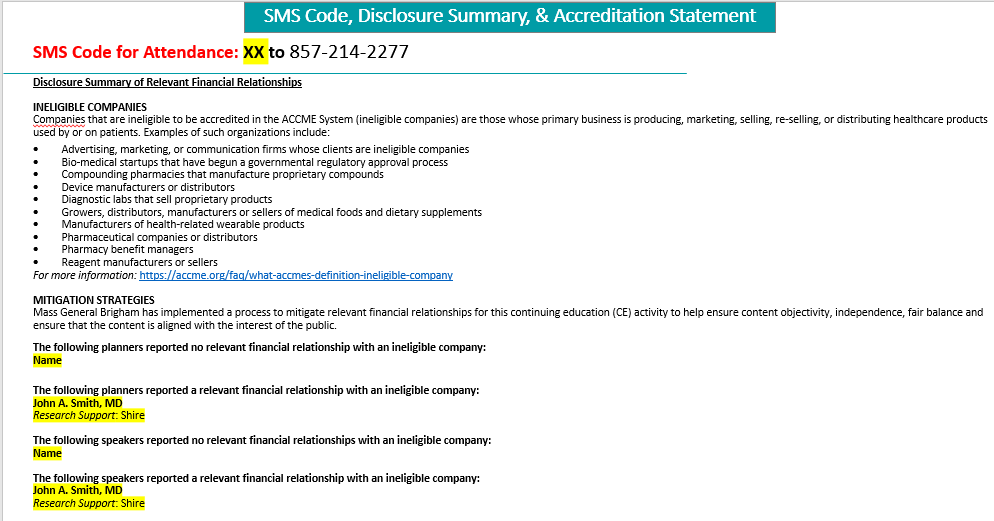 SMS Code, Disclosure Summary, & Accreditation Statement
SMS Code for Attendance: XX to 857-214-2277
Disclosure Summary of Relevant Financial Relationships
INELIGIBLE COMPANIES
Companies that are ineligible to be accredited in the ACCME System (ineligible companies) are those whose primary business is producing, marketing, selling, re-selling, or distributing healthcare products
used by or on patients. Examples of such organizations include:
• Advertising, marketing, or communication firms whose clients are ineligible companies
• Bio-medical startups that have begun a governmental regulatory approval process
• Compounding pharmacies that manufacture proprietary compounds
• Device manufacturers or distributors
• Diagnostic labs that sell proprietary products
• Growers, distributors, manufacturers or sellers of medical foods and dietary supplements
• Manufacturers of health-related wearable products
• Pharmaceutical companies or distributors
• Pharmacy benefit managers
• Reagent manufacturers or sellers
For more information: https://accme.org/faq/what-accmes-definition-ineligible-company
MITIGATION STRATEGIES
Mass General Brigham has implemented a process to mitigate relevant financial relationships for this continuing education (CE) activity to help ensure content objectivity, independence, fair balance and
ensure that the content is aligned with the interest of the public.
The following planners reported no relevant financial relationship with an ineligible company:
Name
The following planners reported a relevant financial relationship with an ineligible company:
John A. Smith, MD
Research Support: Shire
The following speakers reported no relevant financial relationships with an ineligible company:
Name
The following speakers reported a relevant financial relationship with an ineligible company:
John A. Smith, MD
Research Support: Shire